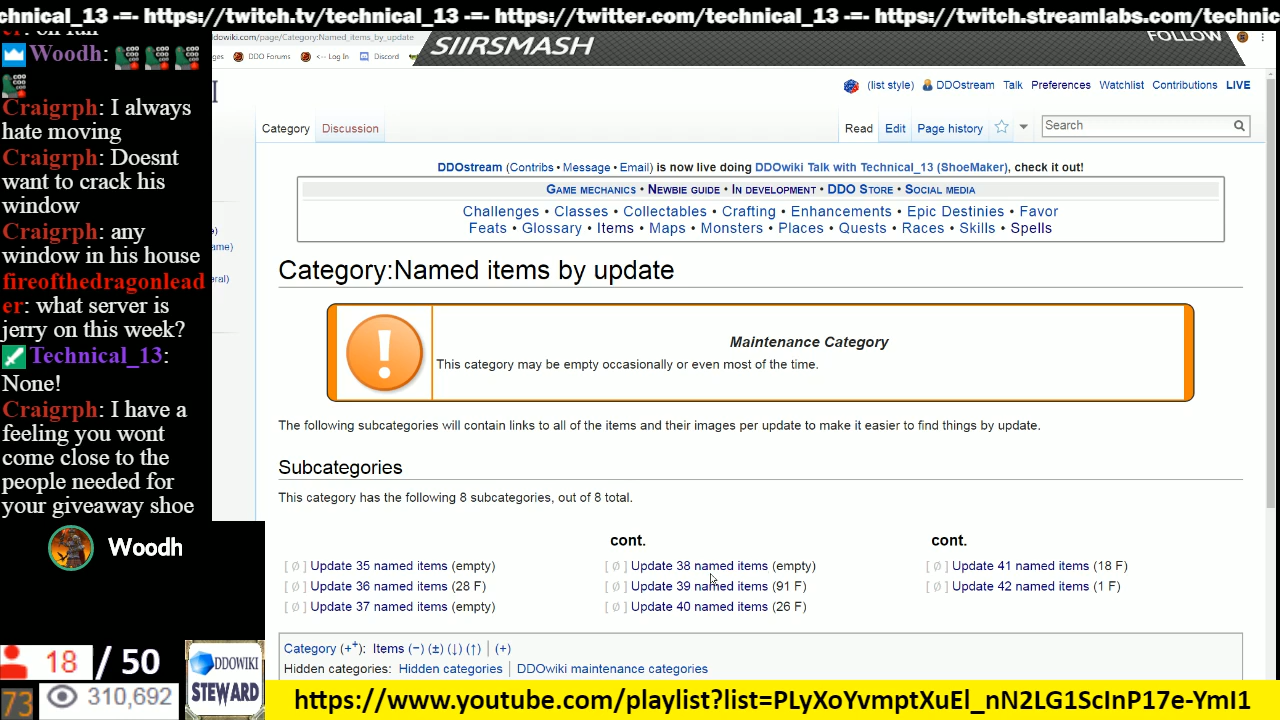 chnical_13 -=- https://twitch.tv/technical_13 -=- https://twitter.com/technical_13 -=- https://twitch.streamlabs.com/technic
Woodh:
Craigrph: I always
hate moving
Craigrph: Doesnt
want to crack his
window
Craigrph: any
window in his house
fireofthedragonlead
er: what server is
jerry on this week?
Technical_13:
None!
Craigrph: I have a
feeling you wont
come close to the
people needed for
your giveaway shoe
Woodh
18 / 50
73 310,692
DDOWIKI
STEWARD
dowiki.com/page/Category:Named_items_by_update
SIIRSMASH
FOLLOW
ges DDO Forums <-- Log In Discord
(list style) DDOstream Talk Preferences Watchlist Contributions LIVE
Category Discussion Read Edit Page history Search
DDOstream (Contribs • Message • Email) is now live doing DDOwiki Talk with Technical_13 (ShoeMaker), check it out!
Game mechanics • Newbie guide • In development • DDO Store • Social media
Challenges • Classes • Collectables • Crafting • Enhancements • Epic Destinies • Favor
Feats • Glossary • Items • Maps • Monsters • Places • Quests • Races • Skills • Spells
Category:Named items by update
Maintenance Category
This category may be empty occasionally or even most of the time.
The following subcategories will contain links to all of the items and their images per update to make it easier to find things by update.
Subcategories
This category has the following 8 subcategories, out of 8 total.
[∅] Update 35 named items (empty)
[∅] Update 36 named items (28 F)
[∅] Update 37 named items (empty)
cont.
[∅] Update 38 named items (empty)
[∅] Update 39 named items (91 F)
[∅] Update 40 named items (26 F)
cont.
[∅] Update 41 named items (18 F)
[∅] Update 42 named items (1 F)
Category (+⁺): Items (−) (±) (↓) (↑) | (+)
Hidden categories: Hidden categories | DDOwiki maintenance categories
https://www.youtube.com/playlist?list=PLyXoYvmptXuEl_nN2LG1ScInP17e-YmI1